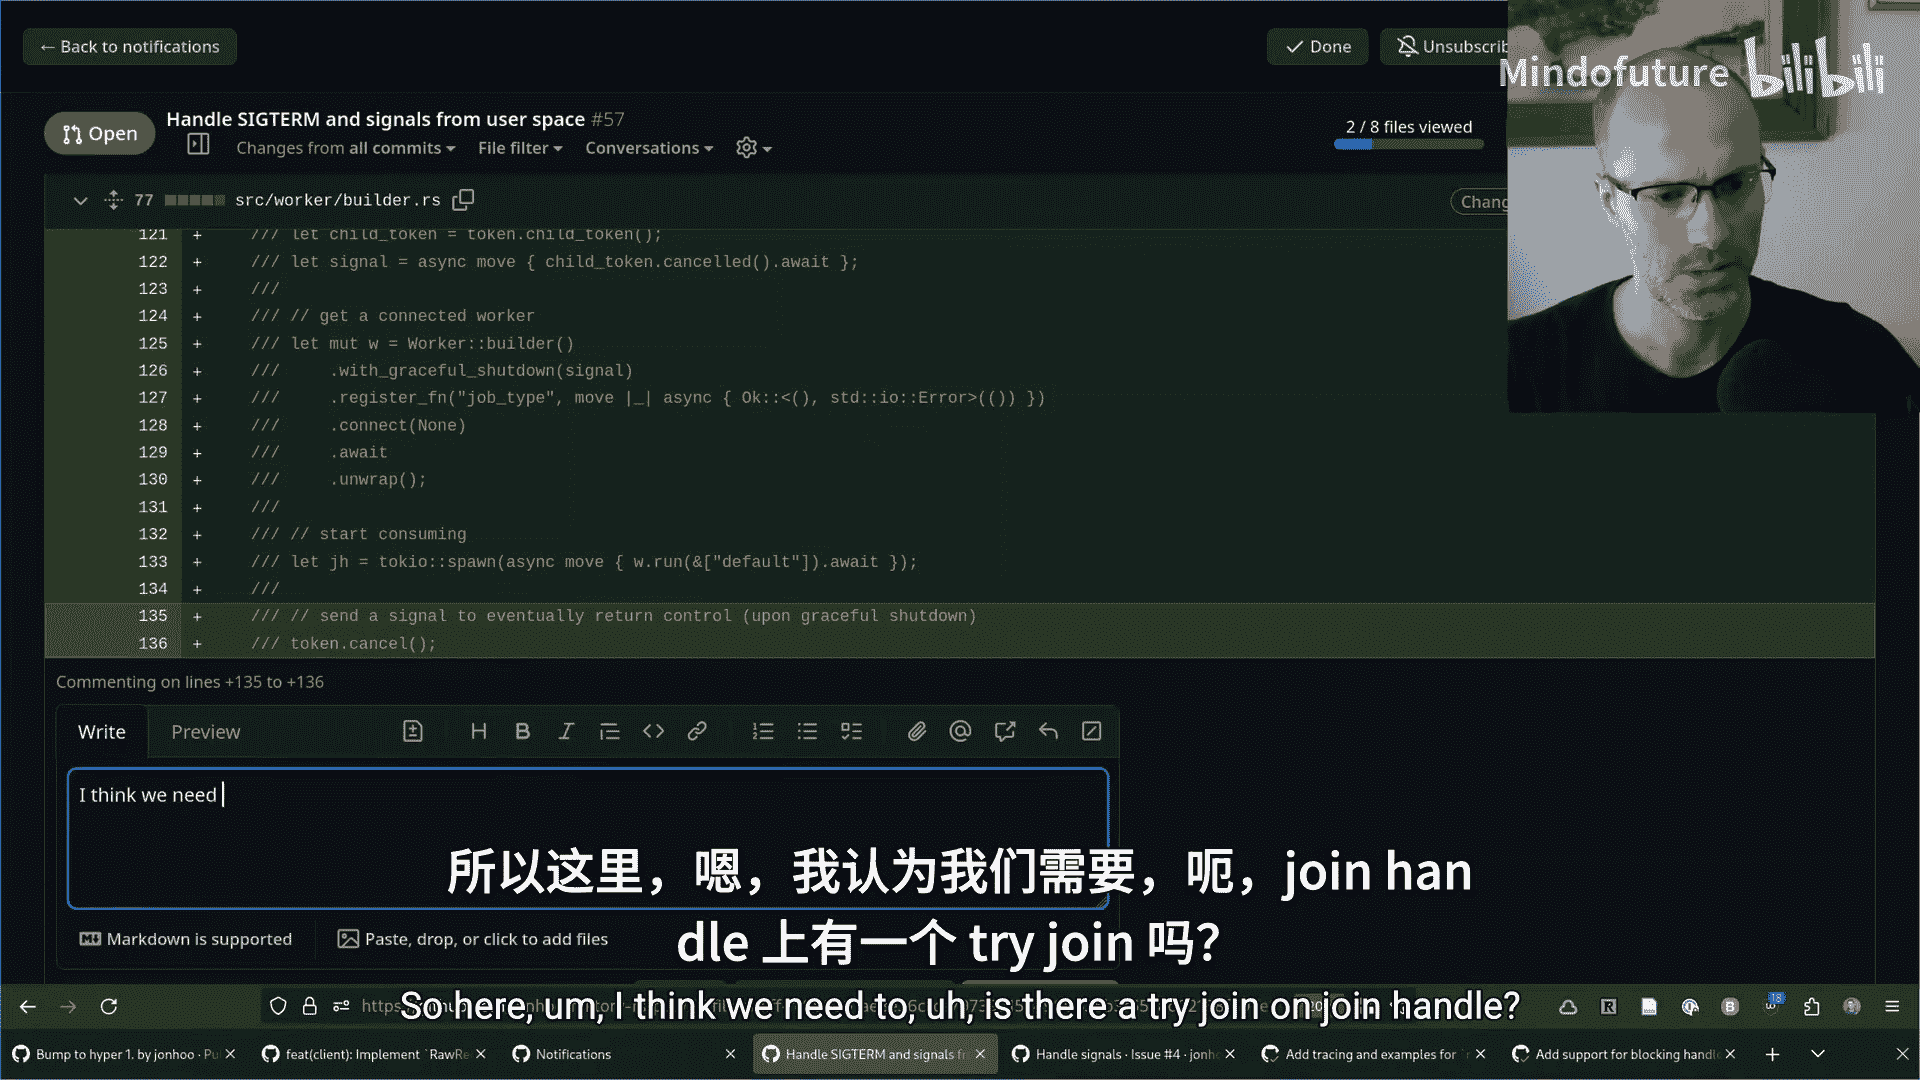 ← Back to notifications
Done
Unsubscrib
Mindofuture bilibili
Open
Handle SIGTERM and signals from user space #57
Changes from all commits
File filter
Conversations
2 / 8 files viewed
77
src/worker/builder.rs
Chang
121 + /// let child_token = token.child_token();
122 + /// let signal = async move { child_token.cancelled().await };
123 + ///
124 + /// // get a connected worker
125 + /// let mut w = Worker::builder()
126 + ///     .with_graceful_shutdown(signal)
127 + ///     .register_fn("job_type", move |_| async { Ok::<(), std::io::Error>(()) })
128 + ///     .connect(None)
129 + ///     .await
130 + ///     .unwrap();
131 + ///
132 + /// // start consuming
133 + /// let jh = tokio::spawn(async move { w.run(&["default"]).await });
134 + ///
135 + /// // send a signal to eventually return control (upon graceful shutdown)
136 + /// token.cancel();
Commenting on lines +135 to +136
Write
Preview
I think we need
所以这里，嗯，我认为我们需要，呃，join han
dle 上有一个 try join 吗？
Markdown is supported
Paste, drop, or click to add files
So here, um, I think we need to, uh, is there a try join on join handle?
18
Bump to hyper 1. by jonhoo · Pu
feat(client): Implement `RawRe
Notifications
Handle SIGTERM and signals fr
Handle signals · Issue #4 · jonh
Add tracing and examples for
Add support for blocking handl